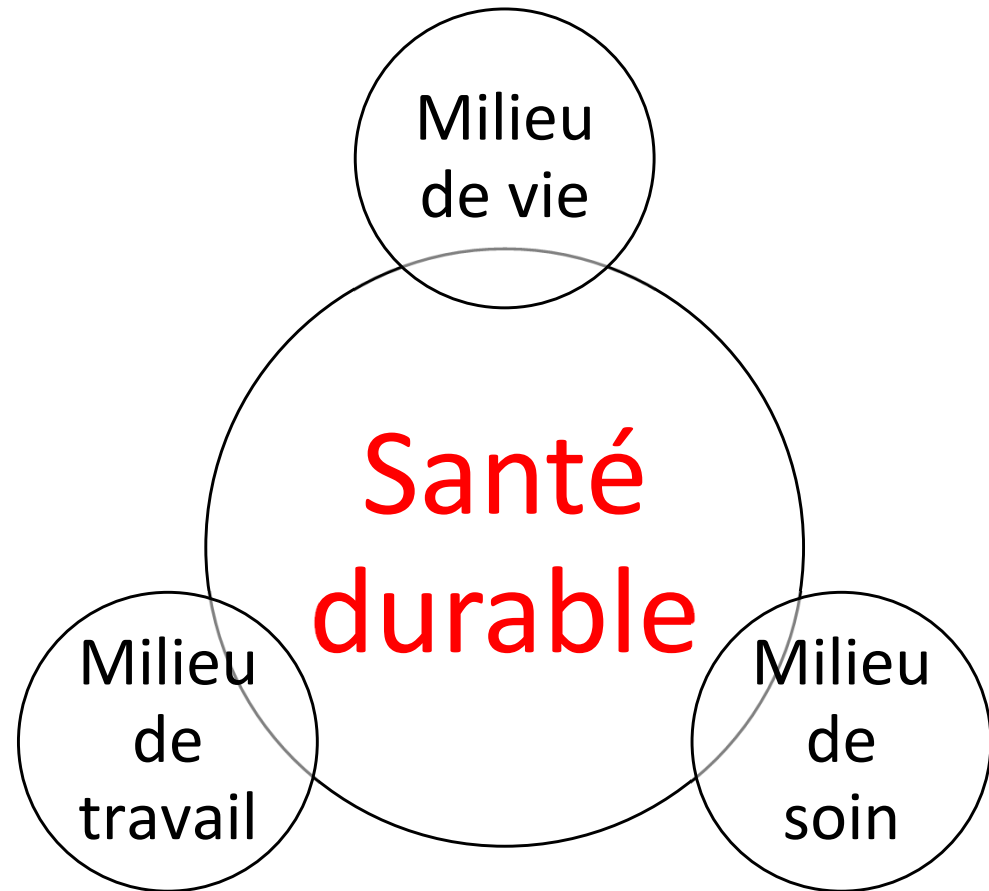 Milieu
de vie
Santé
durable
Milieu
de
travail
Milieu
de
soin